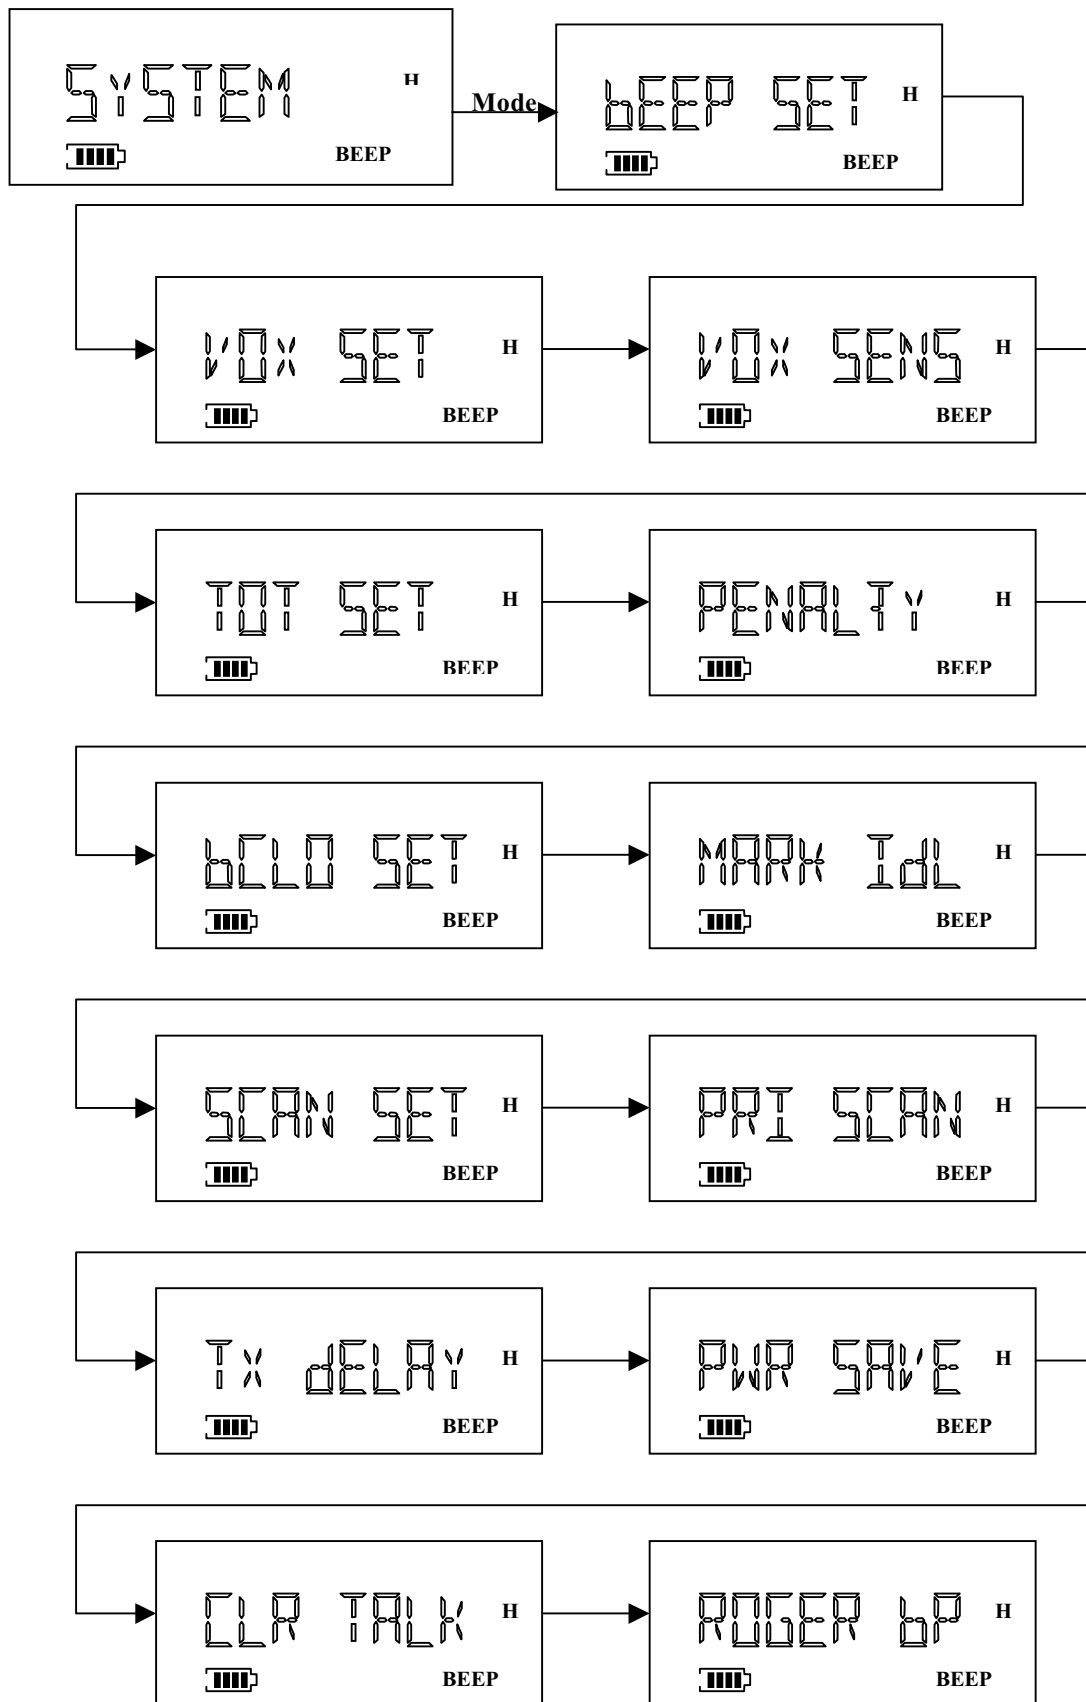 SYSTEM H
BEEP
Mode
bEEP SET H
BEEP
VOX SET H
BEEP
VOX SENS H
BEEP
TOT SET H
BEEP
PENALTY H
BEEP
bCLO SET H
BEEP
MARK IdL H
BEEP
SCAN SET H
BEEP
PRI SCAN H
BEEP
TX dELAY H
BEEP
PWR SAVE H
BEEP
CLR TALK H
BEEP
ROGER bP H
BEEP